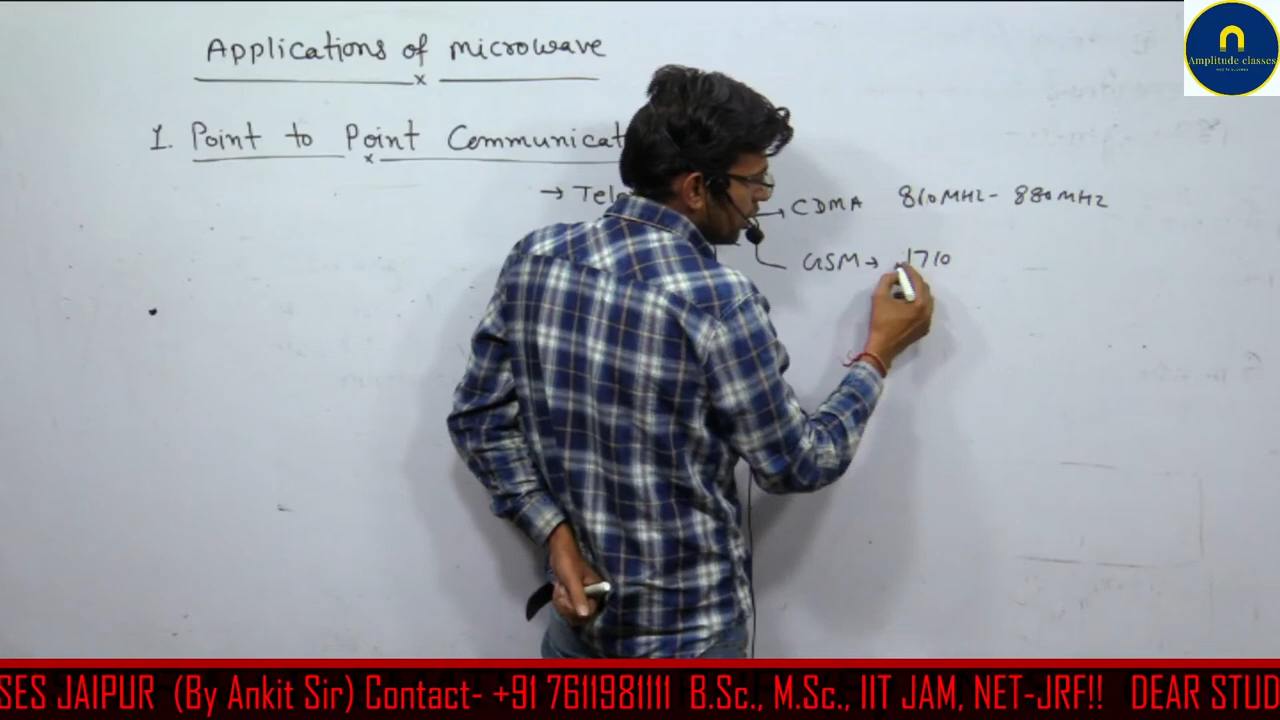 Applications of microwave
1. Point to Point Communicat
→ Tele
→ CDMA 810MHz - 880MHz
GSM → 1710
Amplitude classes
SES JAIPUR (By Ankit Sir) Contact- +91 7611981111 B.Sc., M.Sc., IIT JAM, NET-JRF!! DEAR STUD